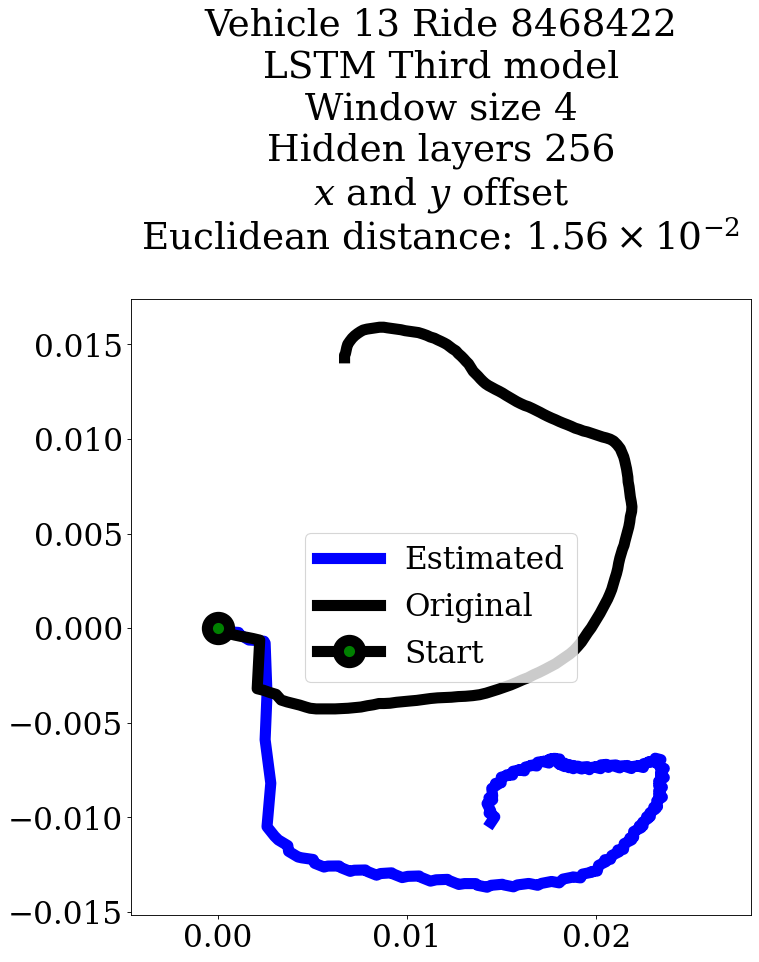 Vehicle 13 Ride 8468422
LSTM Third model
Window size 4
Hidden layers 256
x and y offset
Euclidean distance: 1.56 × 10⁻²
0.015
0.010
0.005
0.000
−0.005
−0.010
−0.015
Estimated
Original
Start
0.00 0.01 0.02